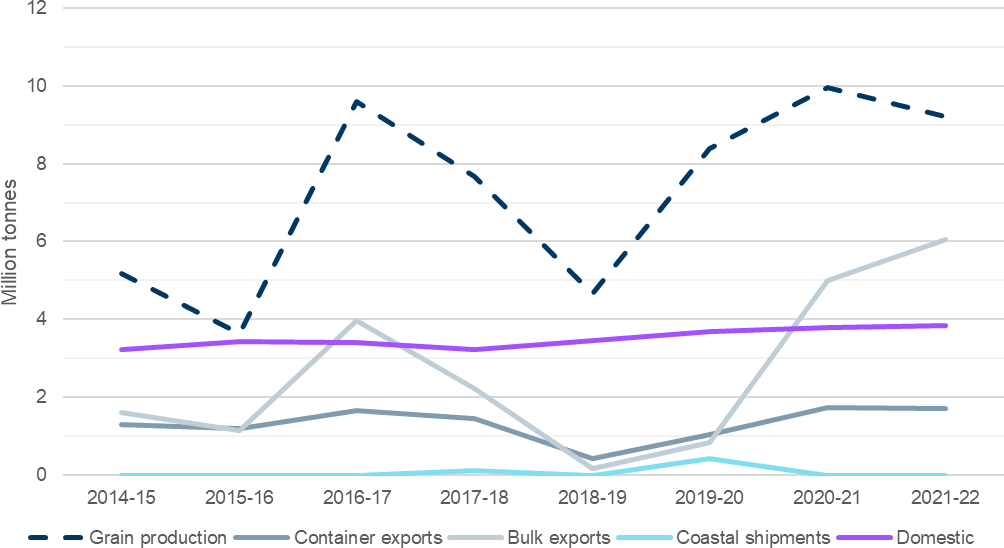 12
10
8
6
4
2
0
Million tonnes
2014-15 2015-16 2016-17 2017-18 2018-19 2019-20 2020-21 2021-22
Grain production Container exports Bulk exports Coastal shipments Domestic